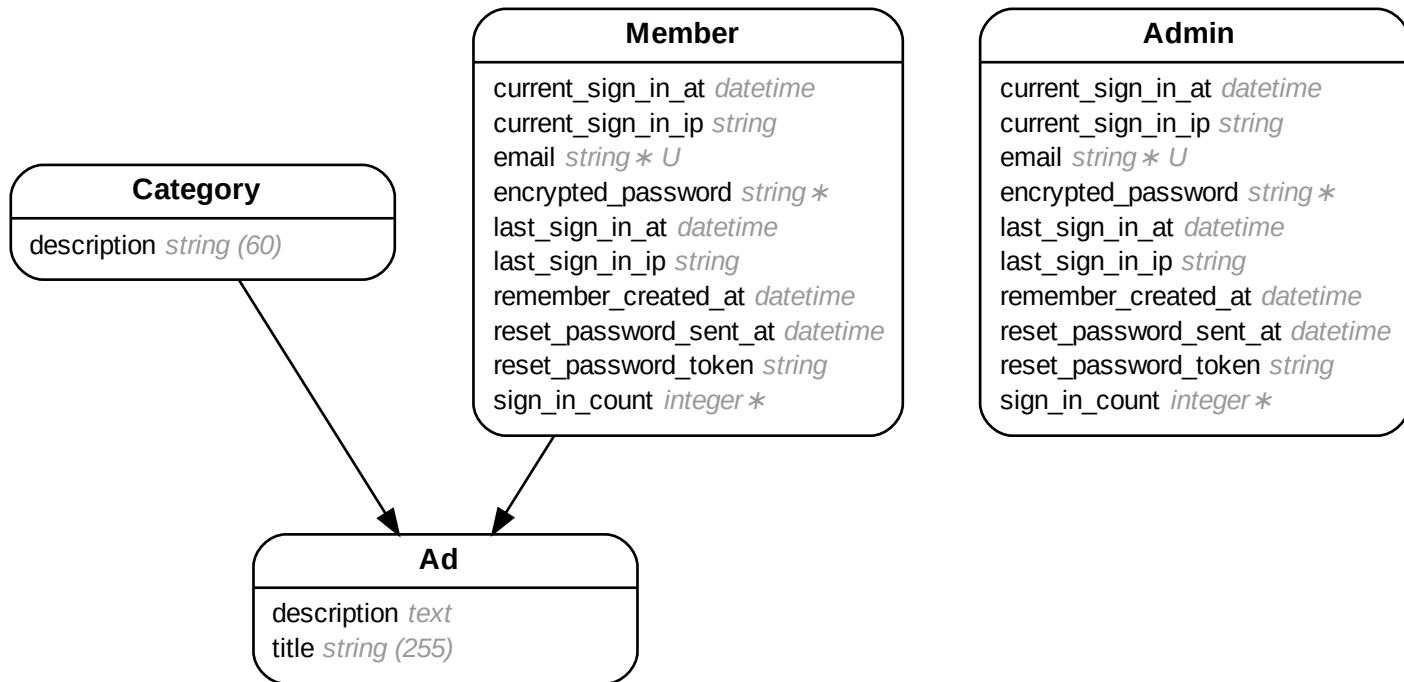 Member
current_sign_in_at datetime
current_sign_in_ip string
email string∗ U
encrypted_password string∗
last_sign_in_at datetime
last_sign_in_ip string
remember_created_at datetime
reset_password_sent_at datetime
reset_password_token string
sign_in_count integer∗
Admin
current_sign_in_at datetime
current_sign_in_ip string
email string∗ U
encrypted_password string∗
last_sign_in_at datetime
last_sign_in_ip string
remember_created_at datetime
reset_password_sent_at datetime
reset_password_token string
sign_in_count integer∗
Category
description string (60)
Ad
description text
title string (255)